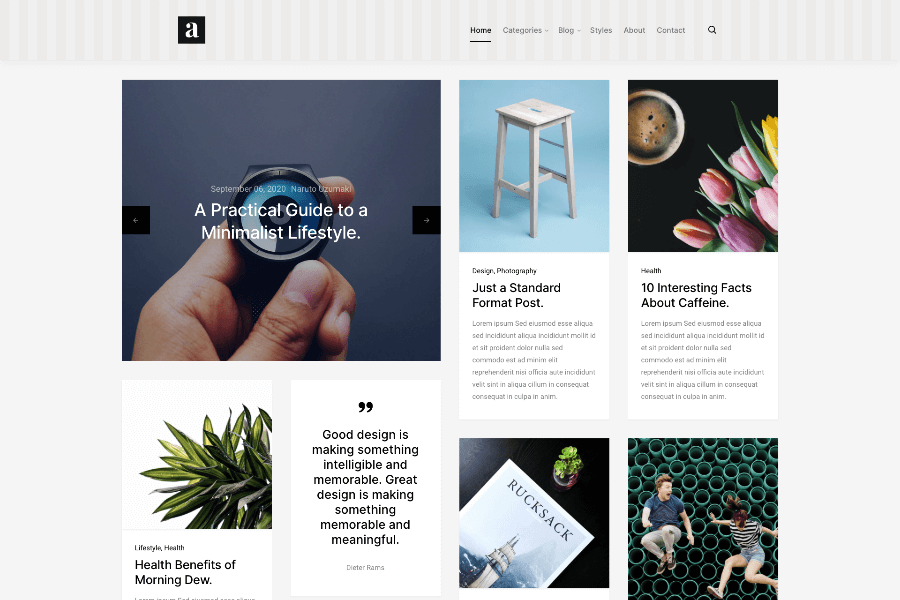 a
Home Categories Blog Styles About Contact
September 06, 2020 Naruto Uzumaki
A Practical Guide to a
Minimalist Lifestyle.
Design, Photography
Just a Standard
Format Post.
Lorem ipsum Sed eiusmod esse aliqua
sed incididunt aliqua incididunt mollit id
et sit proident dolor nulla sed
commodo est ad minim elit
reprehenderit nisi officia aute incididunt
velit sint in aliqua cillum in consequat
consequat in culpa in anim.
Health
10 Interesting Facts
About Caffeine.
Lorem ipsum Sed eiusmod esse aliqua
sed incididunt aliqua incididunt mollit id
et sit proident dolor nulla sed
commodo est ad minim elit
reprehenderit nisi officia aute incididunt
velit sint in aliqua cillum in consequat
consequat in culpa in anim.
Lifestyle, Health
Health Benefits of
Morning Dew.
Lorem ipsum Sed eiusmod esse aliqua
”
Good design is
making something
intelligible and
memorable. Great
design is making
something
memorable and
meaningful.
Dieter Rams
RUCKSACK